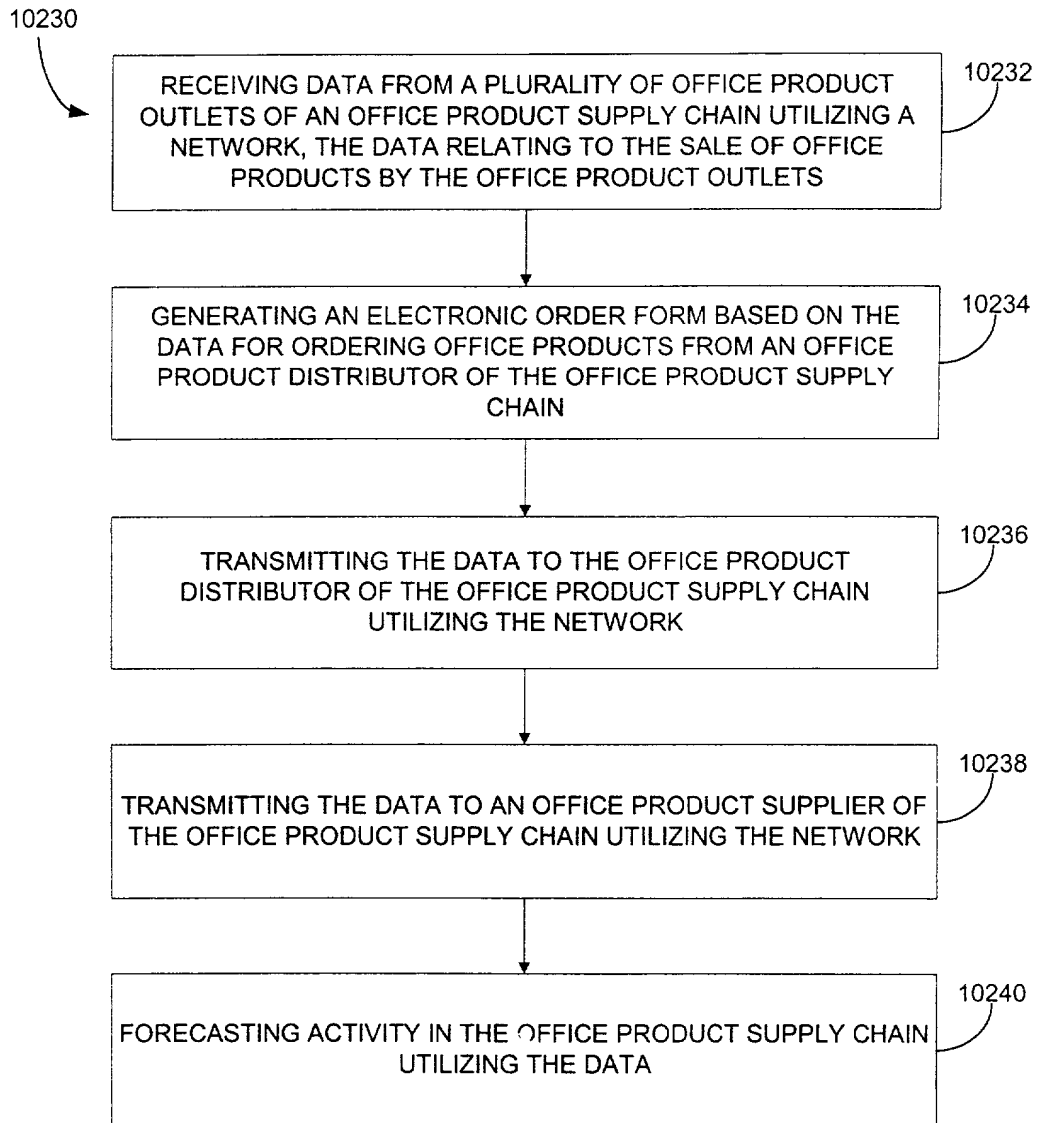 10230
RECEIVING DATA FROM A PLURALITY OF OFFICE PRODUCT
OUTLETS OF AN OFFICE PRODUCT SUPPLY CHAIN UTILIZING A
NETWORK, THE DATA RELATING TO THE SALE OF OFFICE
PRODUCTS BY THE OFFICE PRODUCT OUTLETS
10232
GENERATING AN ELECTRONIC ORDER FORM BASED ON THE
DATA FOR ORDERING OFFICE PRODUCTS FROM AN OFFICE
PRODUCT DISTRIBUTOR OF THE OFFICE PRODUCT SUPPLY
CHAIN
10234
TRANSMITTING THE DATA TO THE OFFICE PRODUCT
DISTRIBUTOR OF THE OFFICE PRODUCT SUPPLY CHAIN
UTILIZING THE NETWORK
10236
TRANSMITTING THE DATA TO AN OFFICE PRODUCT SUPPLIER OF
THE OFFICE PRODUCT SUPPLY CHAIN UTILIZING THE NETWORK
10238
FORECASTING ACTIVITY IN THE OFFICE PRODUCT SUPPLY CHAIN
UTILIZING THE DATA
10240